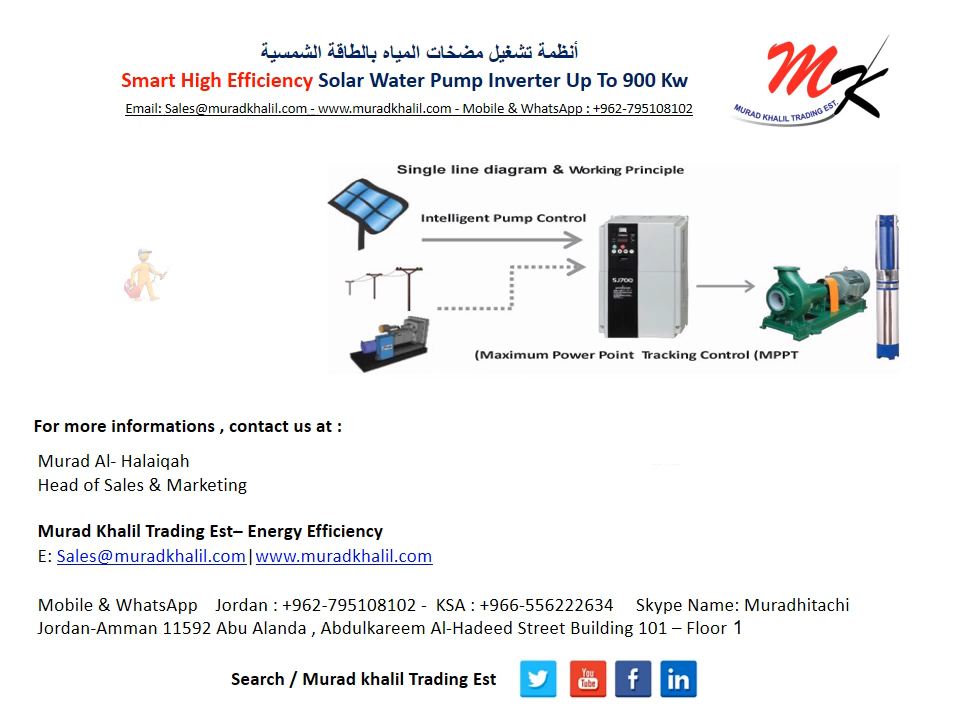 أنظمة تشغيل مضخات المياه بالطاقة الشمسية
Smart High Efficiency Solar Water Pump Inverter Up To 900 Kw
Email: Sales@muradkhalil.com - www.muradkhalil.com - Mobile & WhatsApp : +962-795108102
MK
MURAD KHALIL TRADING EST.
Single line diagram & Working Principle
Intelligent Pump Control
SJ700
(Maximum Power Point Tracking Control (MPPT
For more informations , contact us at :
Murad Al- Halaiqah
Head of Sales & Marketing
Murad Khalil Trading Est– Energy Efficiency
E: Sales@muradkhalil.com|www.muradkhalil.com
Mobile & WhatsApp Jordan : +962-795108102 - KSA : +966-556222634 Skype Name: Muradhitachi
Jordan-Amman 11592 Abu Alanda , Abdulkareem Al-Hadeed Street Building 101 – Floor 1
Search / Murad khalil Trading Est
You Tube
f
in